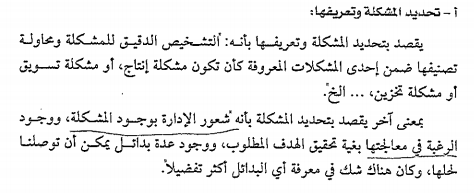 أ - تحديد المشكلة وتعريفها:
يقصد بتحديد المشكلة وتعريفها بأنه: التشخيص الدقيق للمشكلة ومحاولة
تصنيفها ضمن إحدى المشكلات المعروفة كأن تكون مشكلة إنتاج، أو مشكلة تسويق
أو مشكلة تخزين، ... الخ.
بمعنى آخر يقصد بتحديد المشكلة بأنه شعور الإدارة بوجود المشكلة، ووجود
الرغبة في معالجتها بغية تحقيق الهدف المطلوب، ووجود عدة بدائل يمكن أن توصلنا
لحلها، وكان هناك شك في معرفة أي البدائل أكثر تفضيلاً.